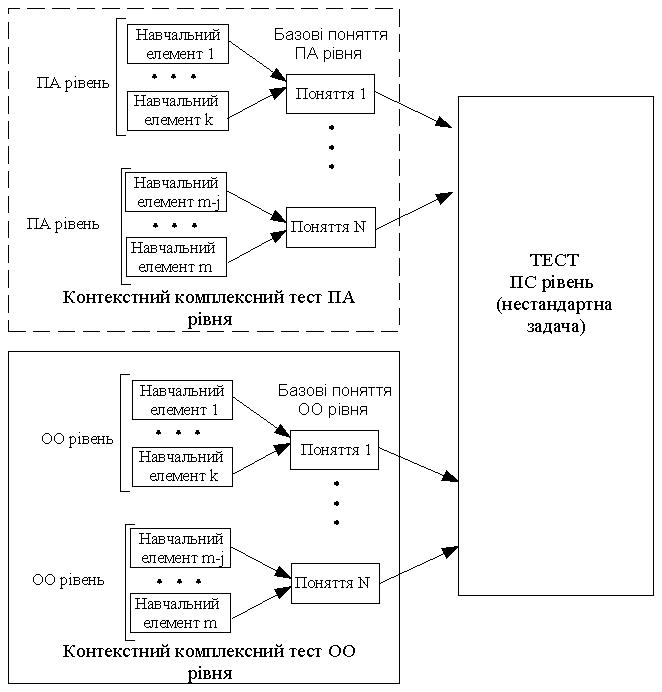 Навчальний
елемент 1
ПА рівень
Навчальний
елемент k
Базові поняття
ПА рівня
Поняття 1
Навчальний
елемент m-j
ПА рівень
Навчальний
елемент m
Поняття N
Контекстний комплексний тест ПА
рівня
Навчальний
елемент 1
ОО рівень
Навчальний
елемент k
Базові поняття
ОО рівня
Поняття 1
Навчальний
елемент m-j
ОО рівень
Навчальний
елемент m
Поняття N
Контекстний комплексний тест ОО
рівня
ТЕСТ
ПС рівень
(нестандартна
задача)